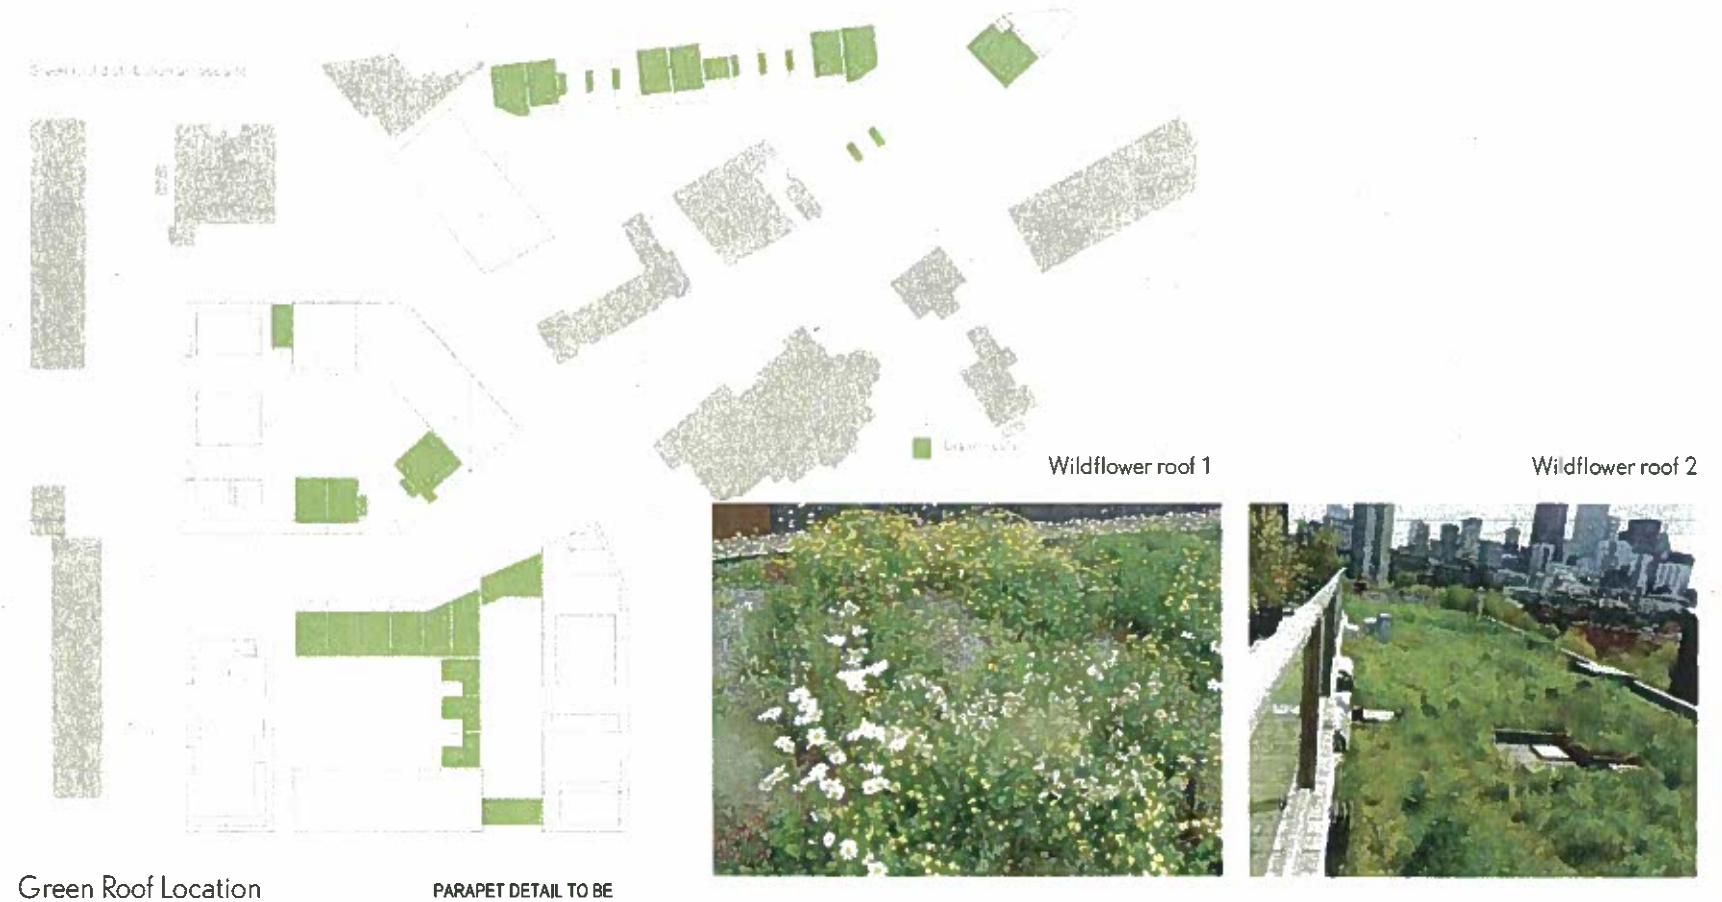 Wildflower roof 1
Wildflower roof 2
Green Roof Location
PARAPET DETAIL TO BE